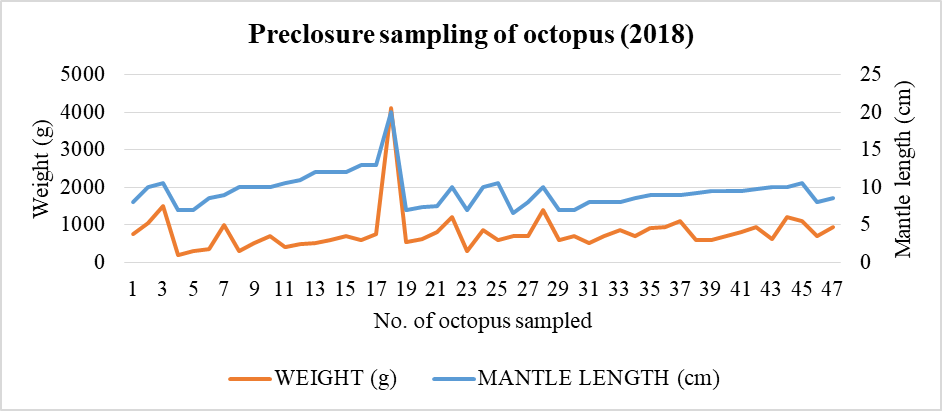 Preclosure sampling of octopus (2018)
Weight (g)
5000
4000
3000
2000
1000
0
Mantle length (cm)
25
20
15
10
5
0
1 3 5 7 9 11 13 15 17 19 21 23 25 27 29 31 33 35 37 39 41 43 45 47
No. of octopus sampled
WEIGHT (g) MANTLE LENGTH (cm)